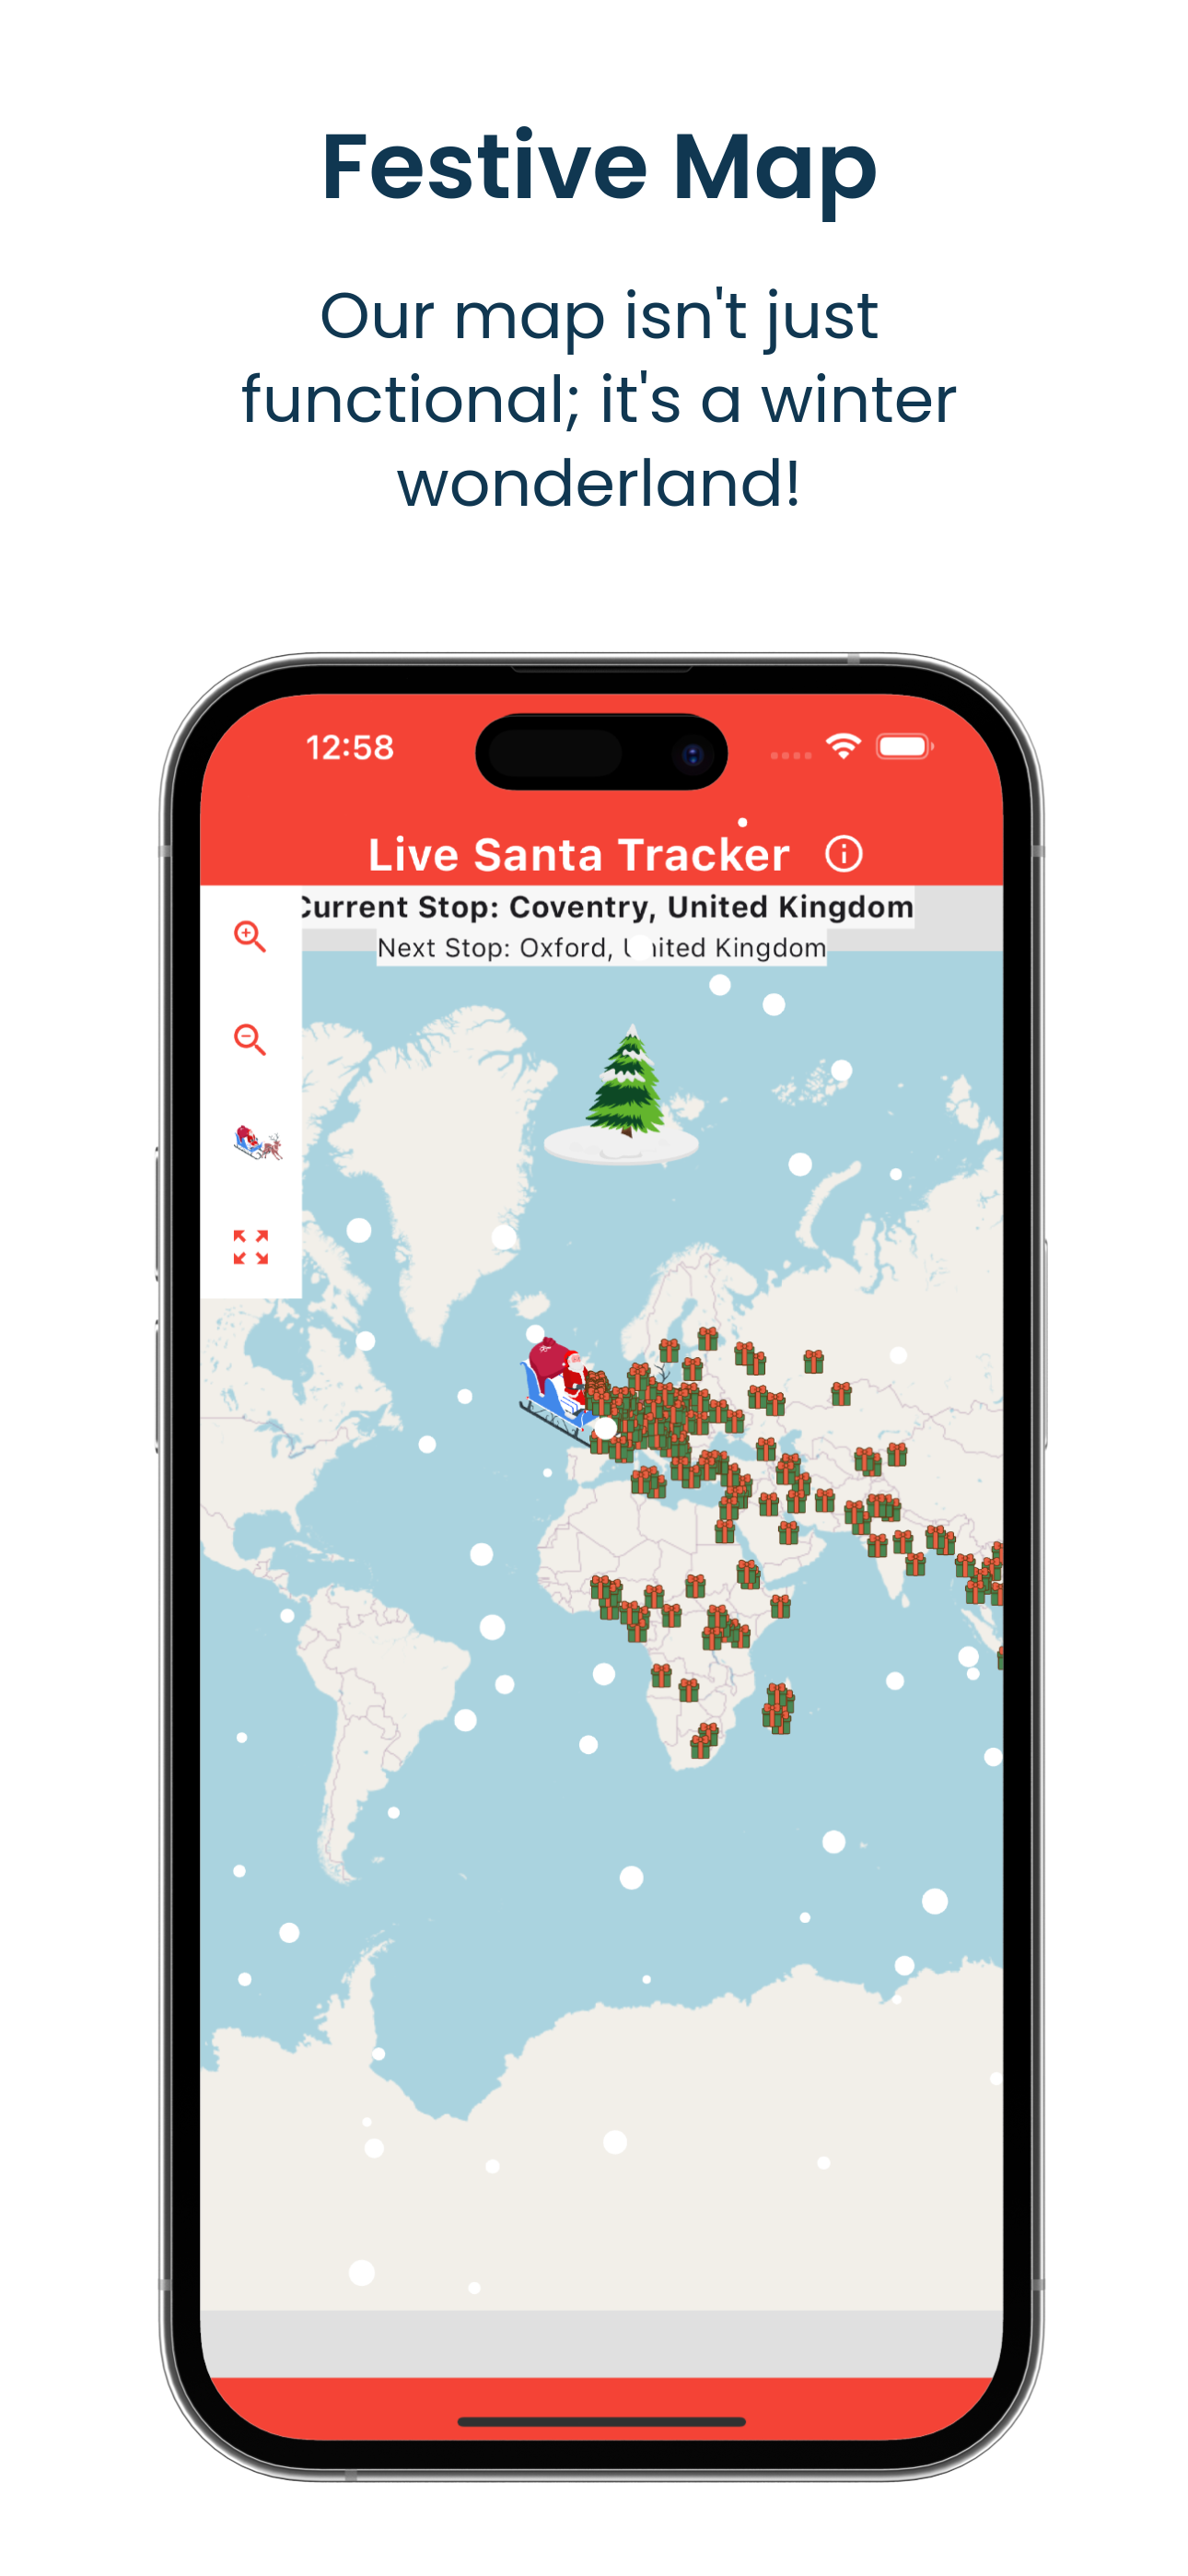 Festive Map
Our map isn't just
functional; it's a winter
wonderland!
12:58
Live Santa Tracker
Current Stop: Coventry, United Kingdom
Next Stop: Oxford, United Kingdom